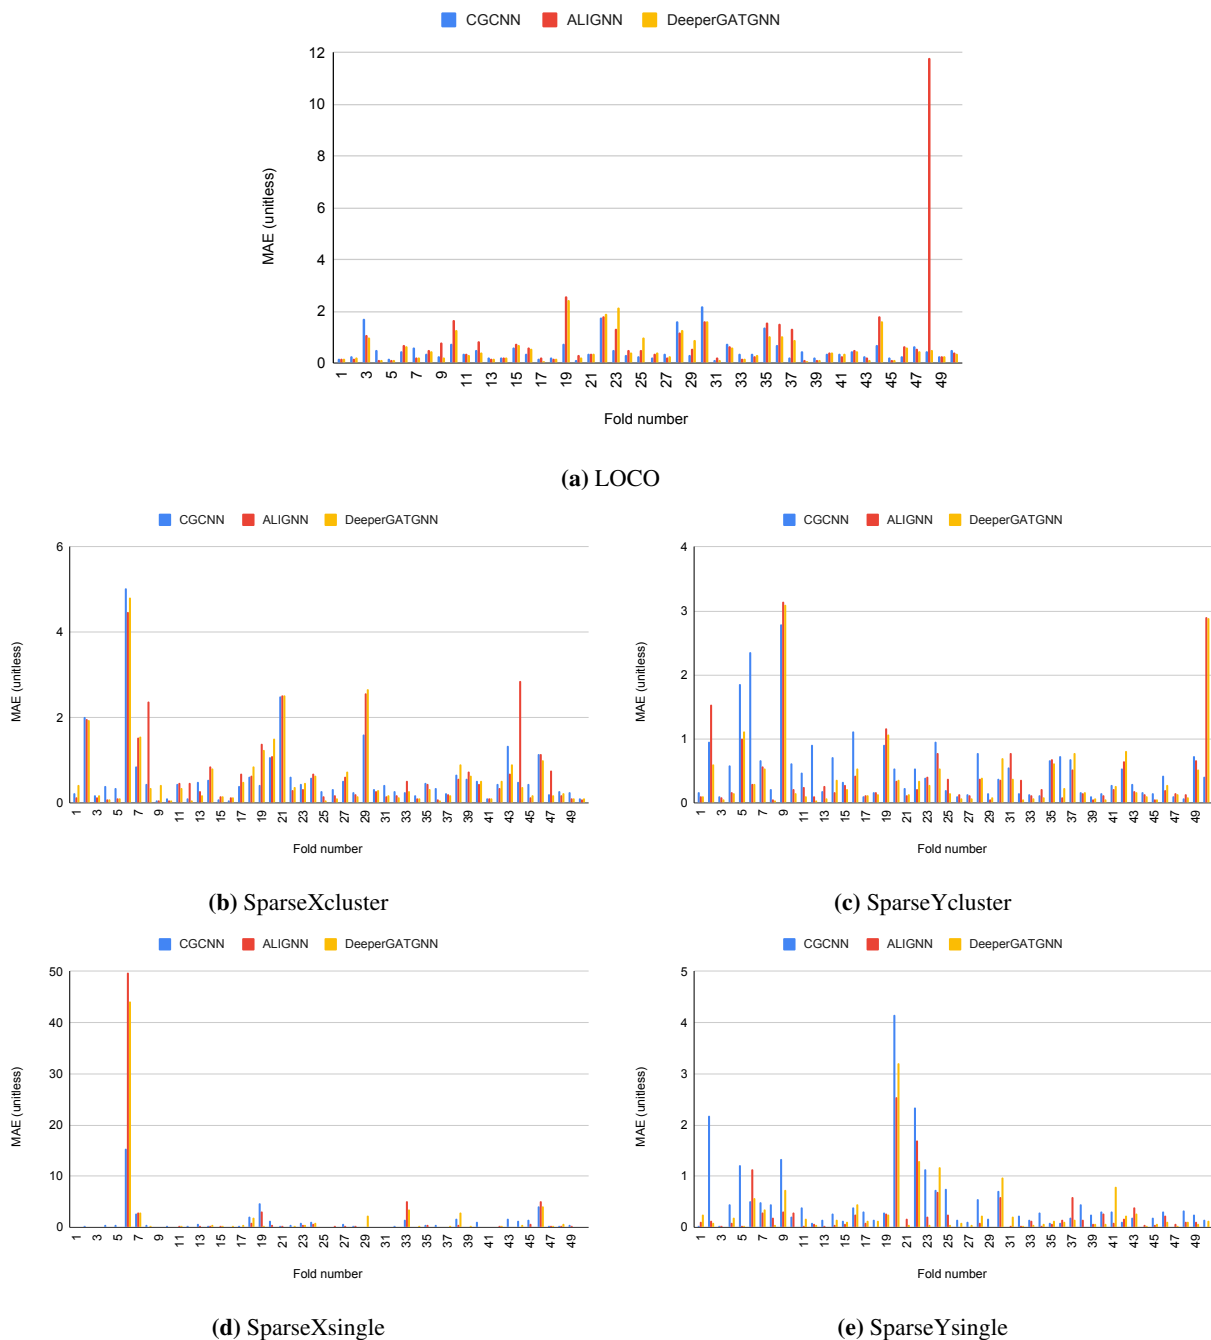 CGCNN ALIGNN DeeperGATGNN
12
10
8
6
4
2
0
MAE (unitless)
1 3 5 7 9 11 13 15 17 19 21 23 25 27 29 31 33 35 37 39 41 43 45 47 49
Fold number
(a) LOCO
CGCNN ALIGNN DeeperGATGNN
6
4
2
0
MAE (unitless)
1 3 5 7 9 11 13 15 17 19 21 23 25 27 29 31 33 35 37 39 41 43 45 47 49
Fold number
(b) SparseXcluster
CGCNN ALIGNN DeeperGATGNN
4
3
2
1
0
MAE (unitless)
1 3 5 7 9 11 13 15 17 19 21 23 25 27 29 31 33 35 37 39 41 43 45 47 49
Fold number
(c) SparseYcluster
CGCNN ALIGNN DeeperGATGNN
50
40
30
20
10
0
MAE (unitless)
1 3 5 7 9 11 13 15 17 19 21 23 25 27 29 31 33 35 37 39 41 43 45 47 49
Fold number
(d) SparseXsingle
CGCNN ALIGNN DeeperGATGNN
5
4
3
2
1
0
MAE (unitless)
1 3 5 7 9 11 13 15 17 19 21 23 25 27 29 31 33 35 37 39 41 43 45 47 49
Fold number
(e) SparseYsingle